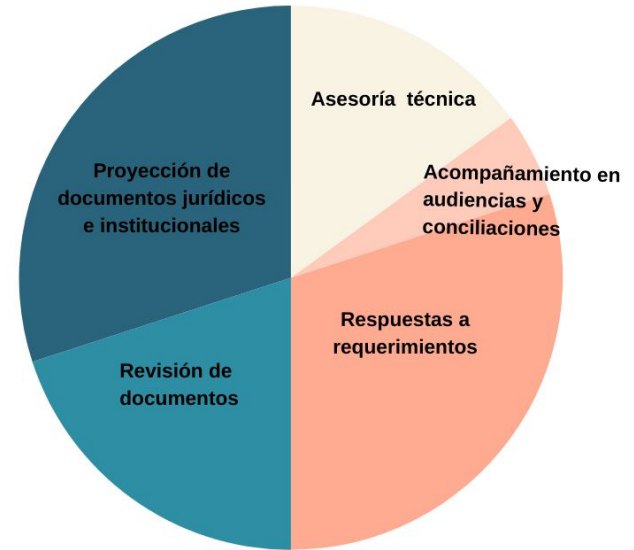 Asesoría técnica
Acompañamiento en
audiencias y
conciliaciones
Proyección de
documentos jurídicos
e institucionales
Respuestas a
requerimientos
Revisión de
documentos